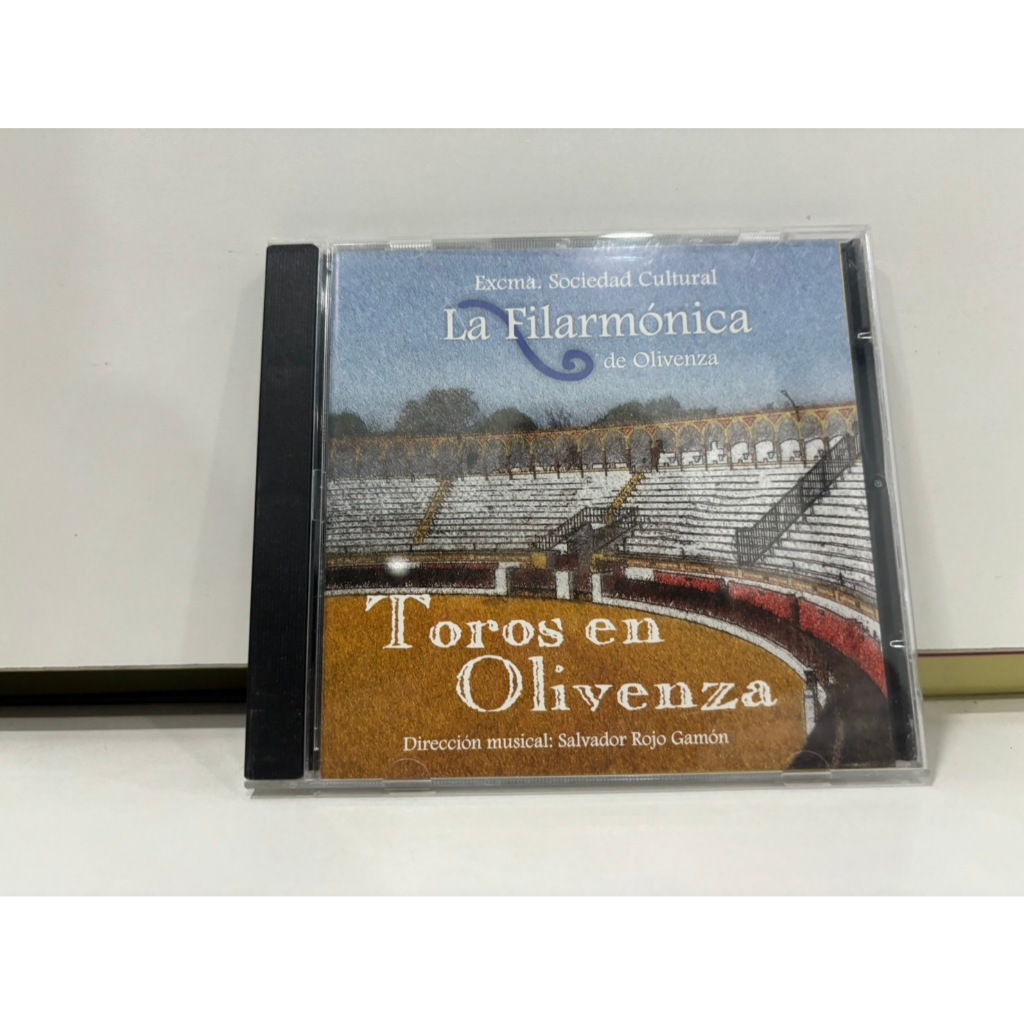 Excma. Sociedad Cultural
La Filarmónica
de Olivenza
Toros en
Olivenza
Dirección musical: Salvador Rojo Gamón